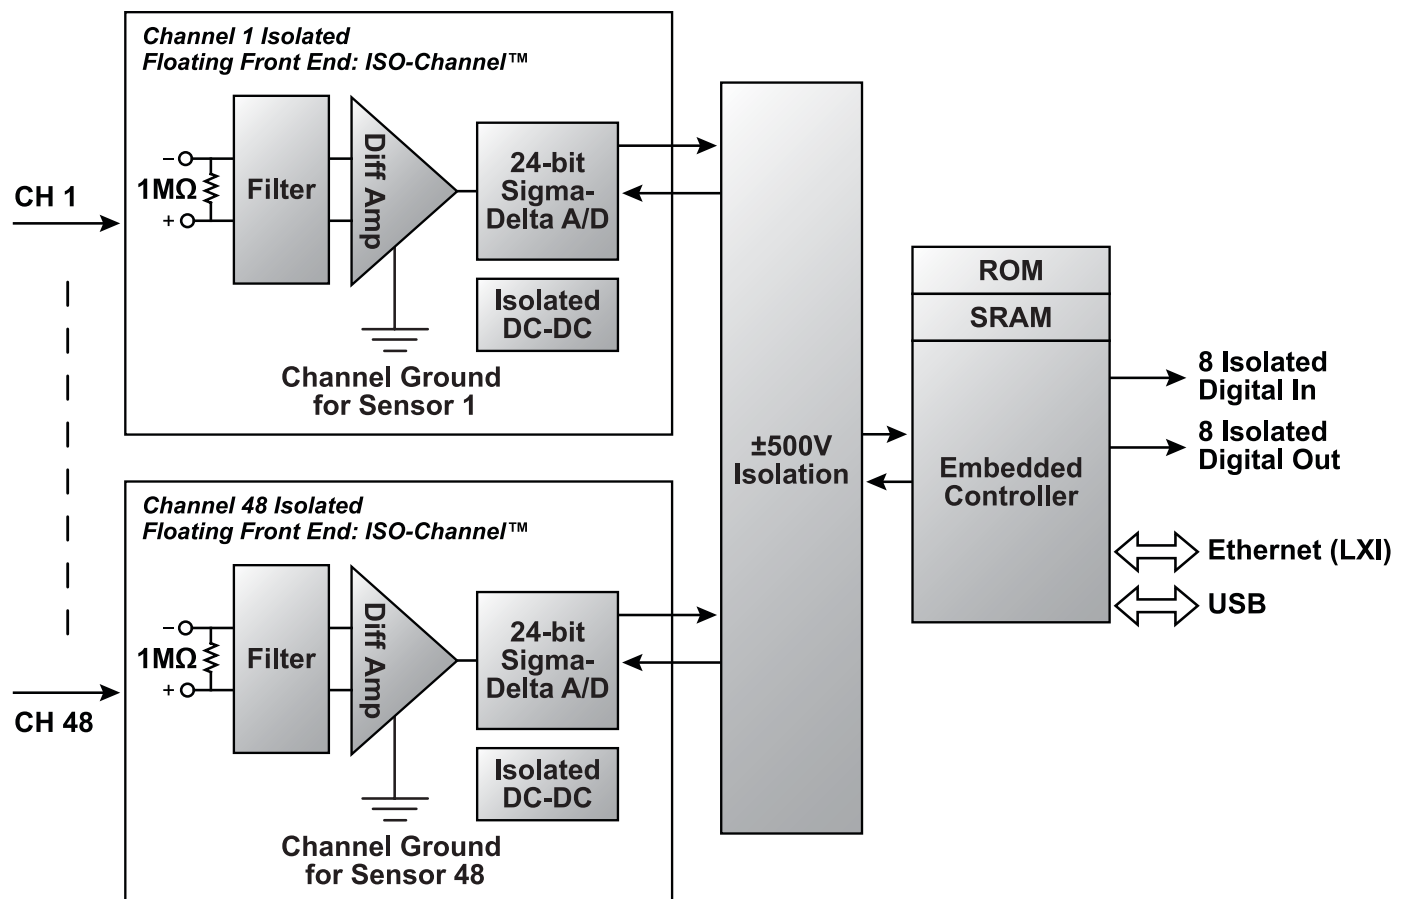 Channel 1 Isolated
Floating Front End: ISO-Channel™
CH 1
−
1MΩ
+
Filter
Diff Amp
24-bit
Sigma-
Delta A/D
Isolated
DC-DC
Channel Ground
for Sensor 1
Channel 48 Isolated
Floating Front End: ISO-Channel™
CH 48
−
1MΩ
+
Filter
Diff Amp
24-bit
Sigma-
Delta A/D
Isolated
DC-DC
Channel Ground
for Sensor 48
±500V
Isolation
ROM
SRAM
Embedded
Controller
8 Isolated
Digital In
8 Isolated
Digital Out
Ethernet (LXI)
USB